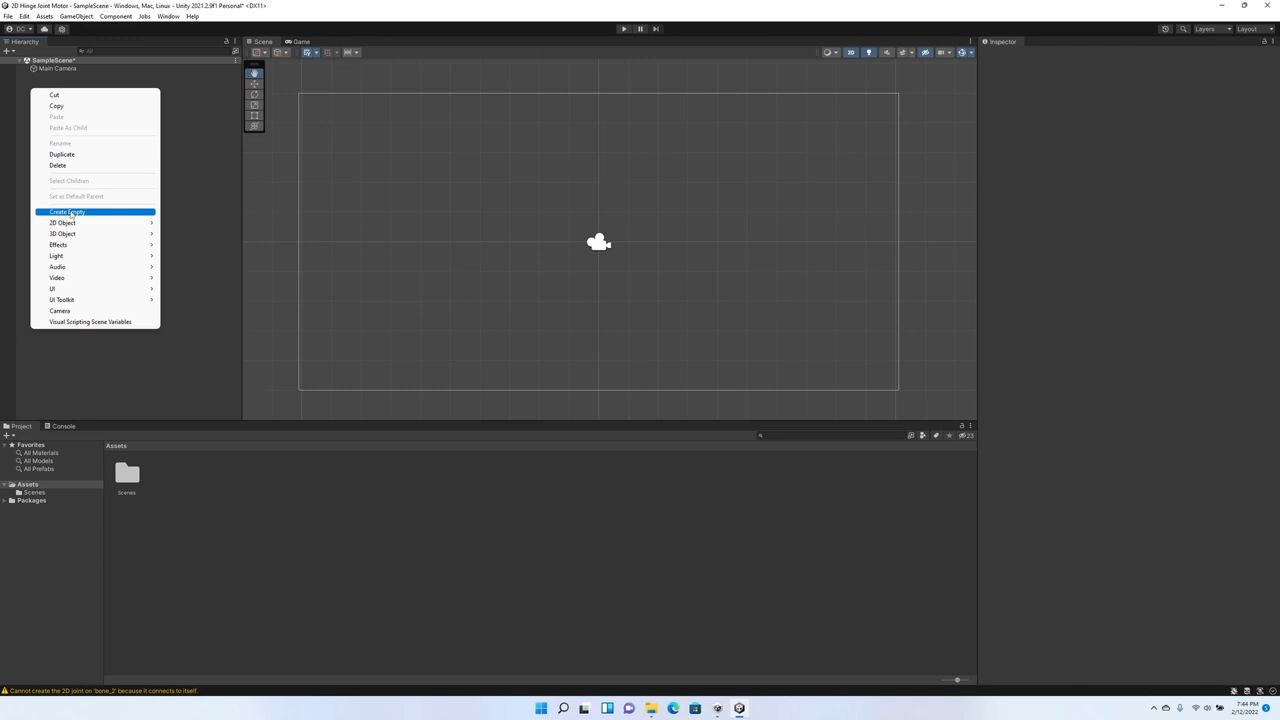 2D Hinge Joint Motor - SampleScene - Windows, Mac, Linux - Unity 2021.2.9f1 Personal* <DX11>
File Edit Assets GameObject Component Jobs Window Help
DC Layers Layout
Hierarchy Scene Game Inspector
All
2D
SampleScene*
Main Camera
Cut
Copy
Paste
Paste As Child
Rename
Duplicate
Delete
Select Children
Set as Default Parent
Create Empty
2D Object
3D Object
Effects
Light
Audio
Video
UI
UI Toolkit
Camera
Visual Scripting Scene Variables
Project Console
23
Favorites
All Materials
All Models
All Prefabs
Assets
Scenes
Packages
Assets
Scenes
Cannot create the 2D joint on 'bone_2' because it connects to itself.
7:44 PM
2/12/2022